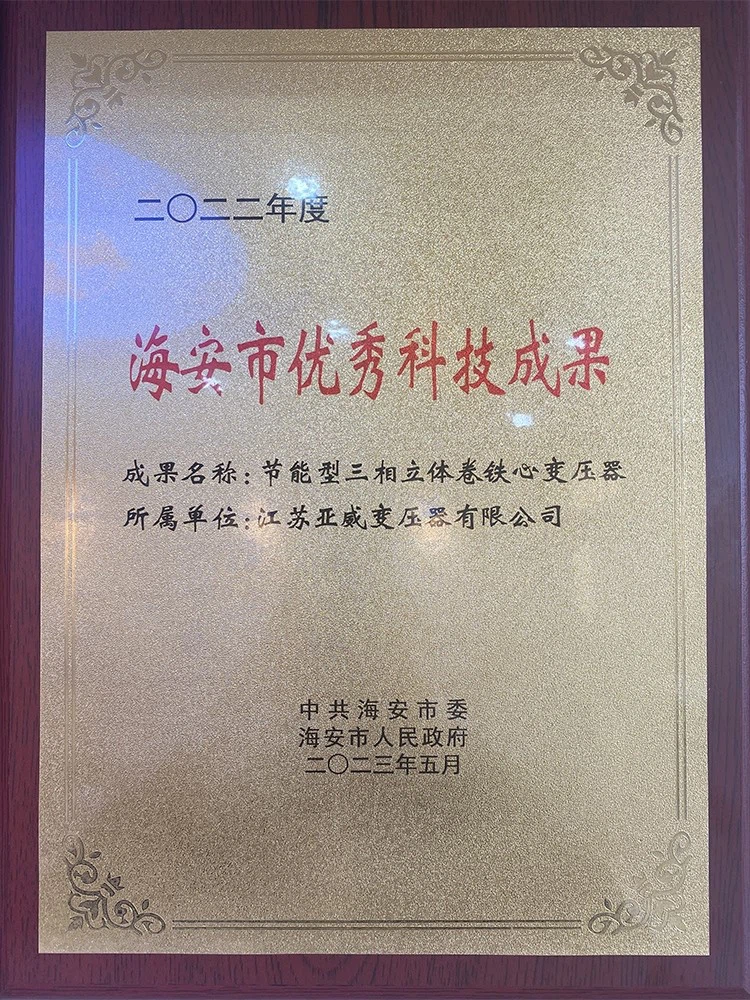 二〇二二年度
海安市优秀科技成果
成果名称：节能型三相立体卷铁心变压器
所属单位：江苏亚威变压器有限公司
中共海安市委
海安市人民政府
二〇二三年五月